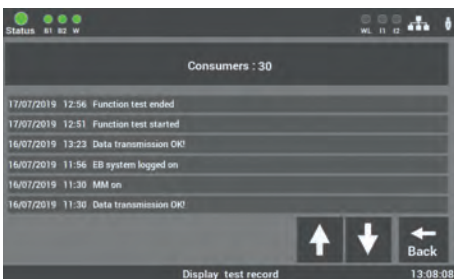 Status B1 B2 W WL I1 I2
Consumers : 30
17/07/2019 12:56 Function test ended
17/07/2019 12:51 Function test started
16/07/2019 13:23 Data transmission OK!
16/07/2019 11:56 EB system logged on
16/07/2019 11:30 MM on
16/07/2019 11:30 Data transmission OK!
Back
Display test record 13:08:08